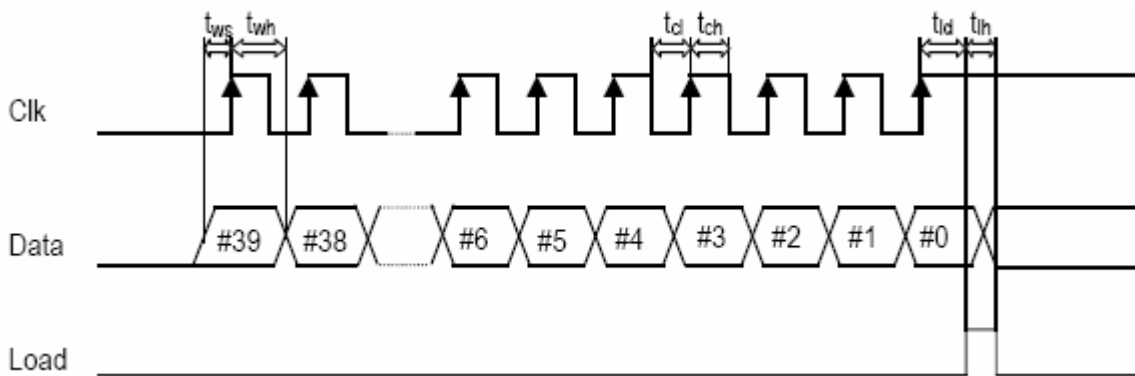 tws twh tcl tch tld tlh
Clk
Data #39 #38 #6 #5 #4 #3 #2 #1 #0
Load